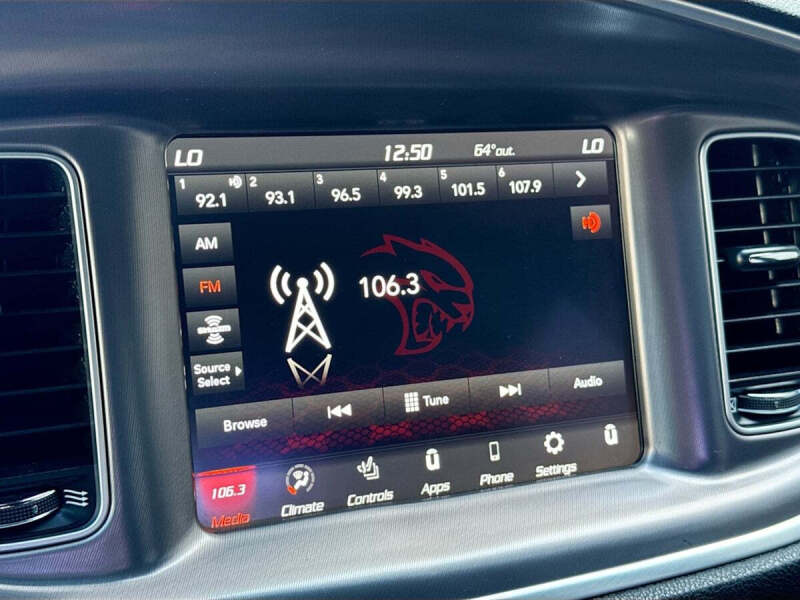 LO 12:50 64°out. LO
1 92.1 2 93.1 3 96.5 4 99.3 5 101.5 6 107.9
AM
FM
106.3
SiriusXM
Source
Select
Browse Tune Audio
106.3
Media Climate Controls Apps Phone Settings